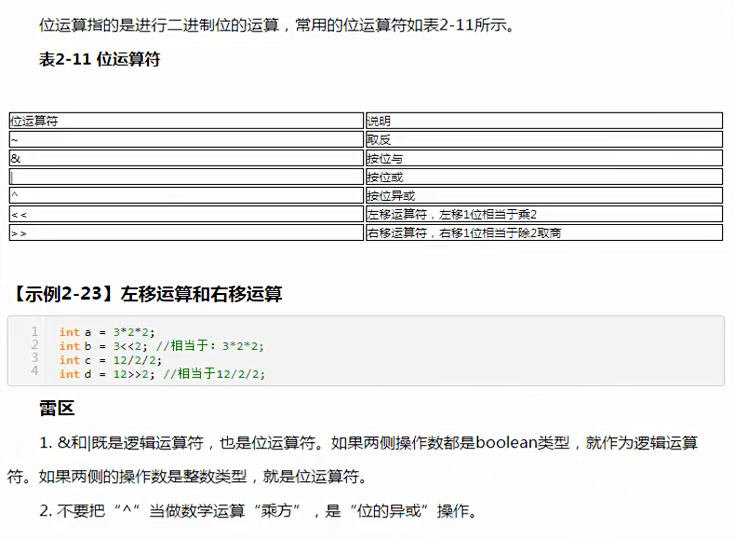 位运算指的是进行二进制位的运算，常用的位运算符如表2-11所示。
表2-11 位运算符
位运算符 说明
~ 取反
& 按位与
| 按位或
^ 按位异或
<< 左移运算符，左移1位相当于乘2
>> 右移运算符，右移1位相当于除2取商
【示例2-23】左移运算和右移运算
1 int a = 3*2*2;
2 int b = 3<<2; //相当于：3*2*2;
3 int c = 12/2/2;
4 int d = 12>>2; //相当于12/2/2;
雷区
1. &和|既是逻辑运算符，也是位运算符。如果两侧操作数都是boolean类型，就作为逻辑运算
符。如果两侧的操作数是整数类型，就是位运算符。
2. 不要把“^”当做数学运算“乘方”，是“位的异或”操作。